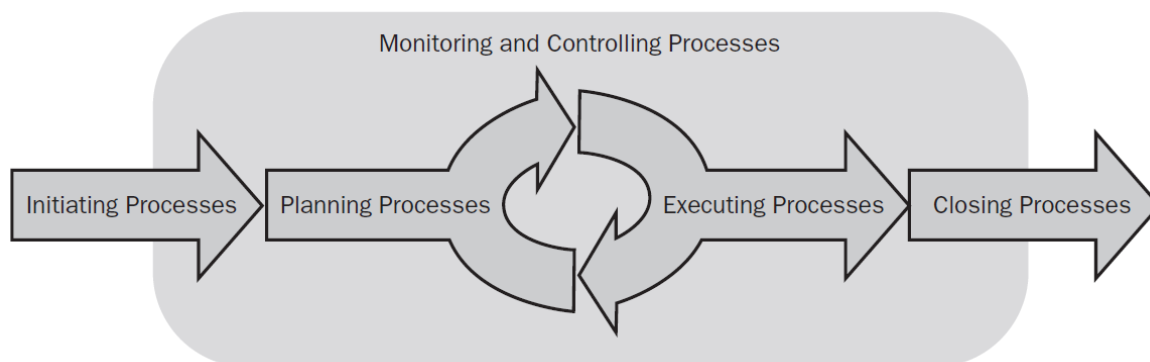 Monitoring and Controlling Processes
Initiating Processes
Planning Processes
Executing Processes
Closing Processes